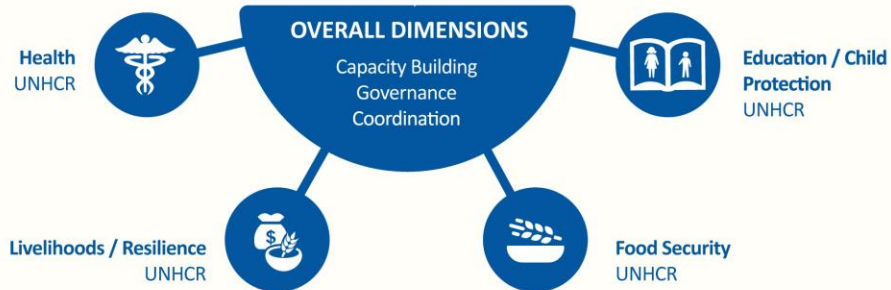 OVERALL DIMENSIONS
Capacity Building
Governance
Coordination
Health
UNHCR
Education / Child
Protection
UNHCR
Livelihoods / Resilience
UNHCR
$
Food Security
UNHCR